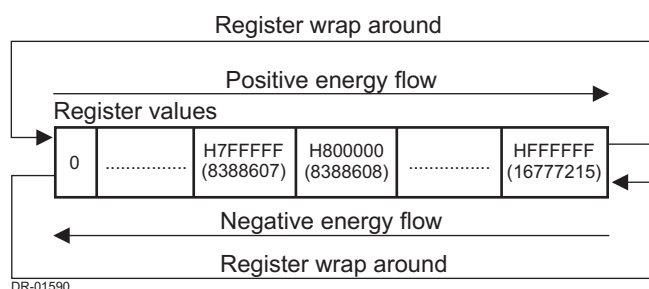 Register wrap around
Positive energy flow
Register values
0 ............... H7FFFFF (8388607) H800000 (8388608) ............... HFFFFFF (16777215)
Negative energy flow
Register wrap around
DR-01590